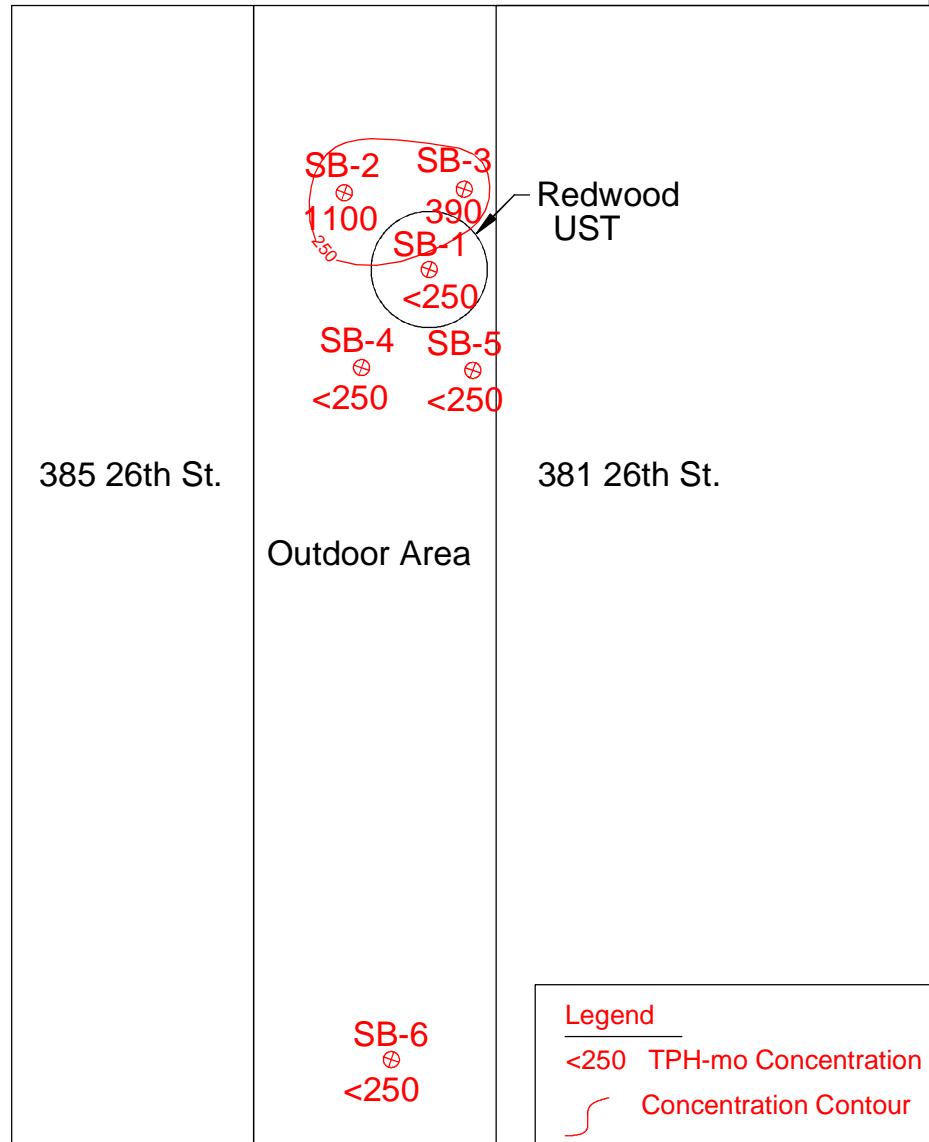 SB-2
SB-3
1100
390
250
Redwood
UST
SB-1
<250
SB-4
SB-5
<250
<250
385 26th St.
381 26th St.
Outdoor Area
SB-6
<250
Legend
<250 TPH-mo Concentration
Concentration Contour